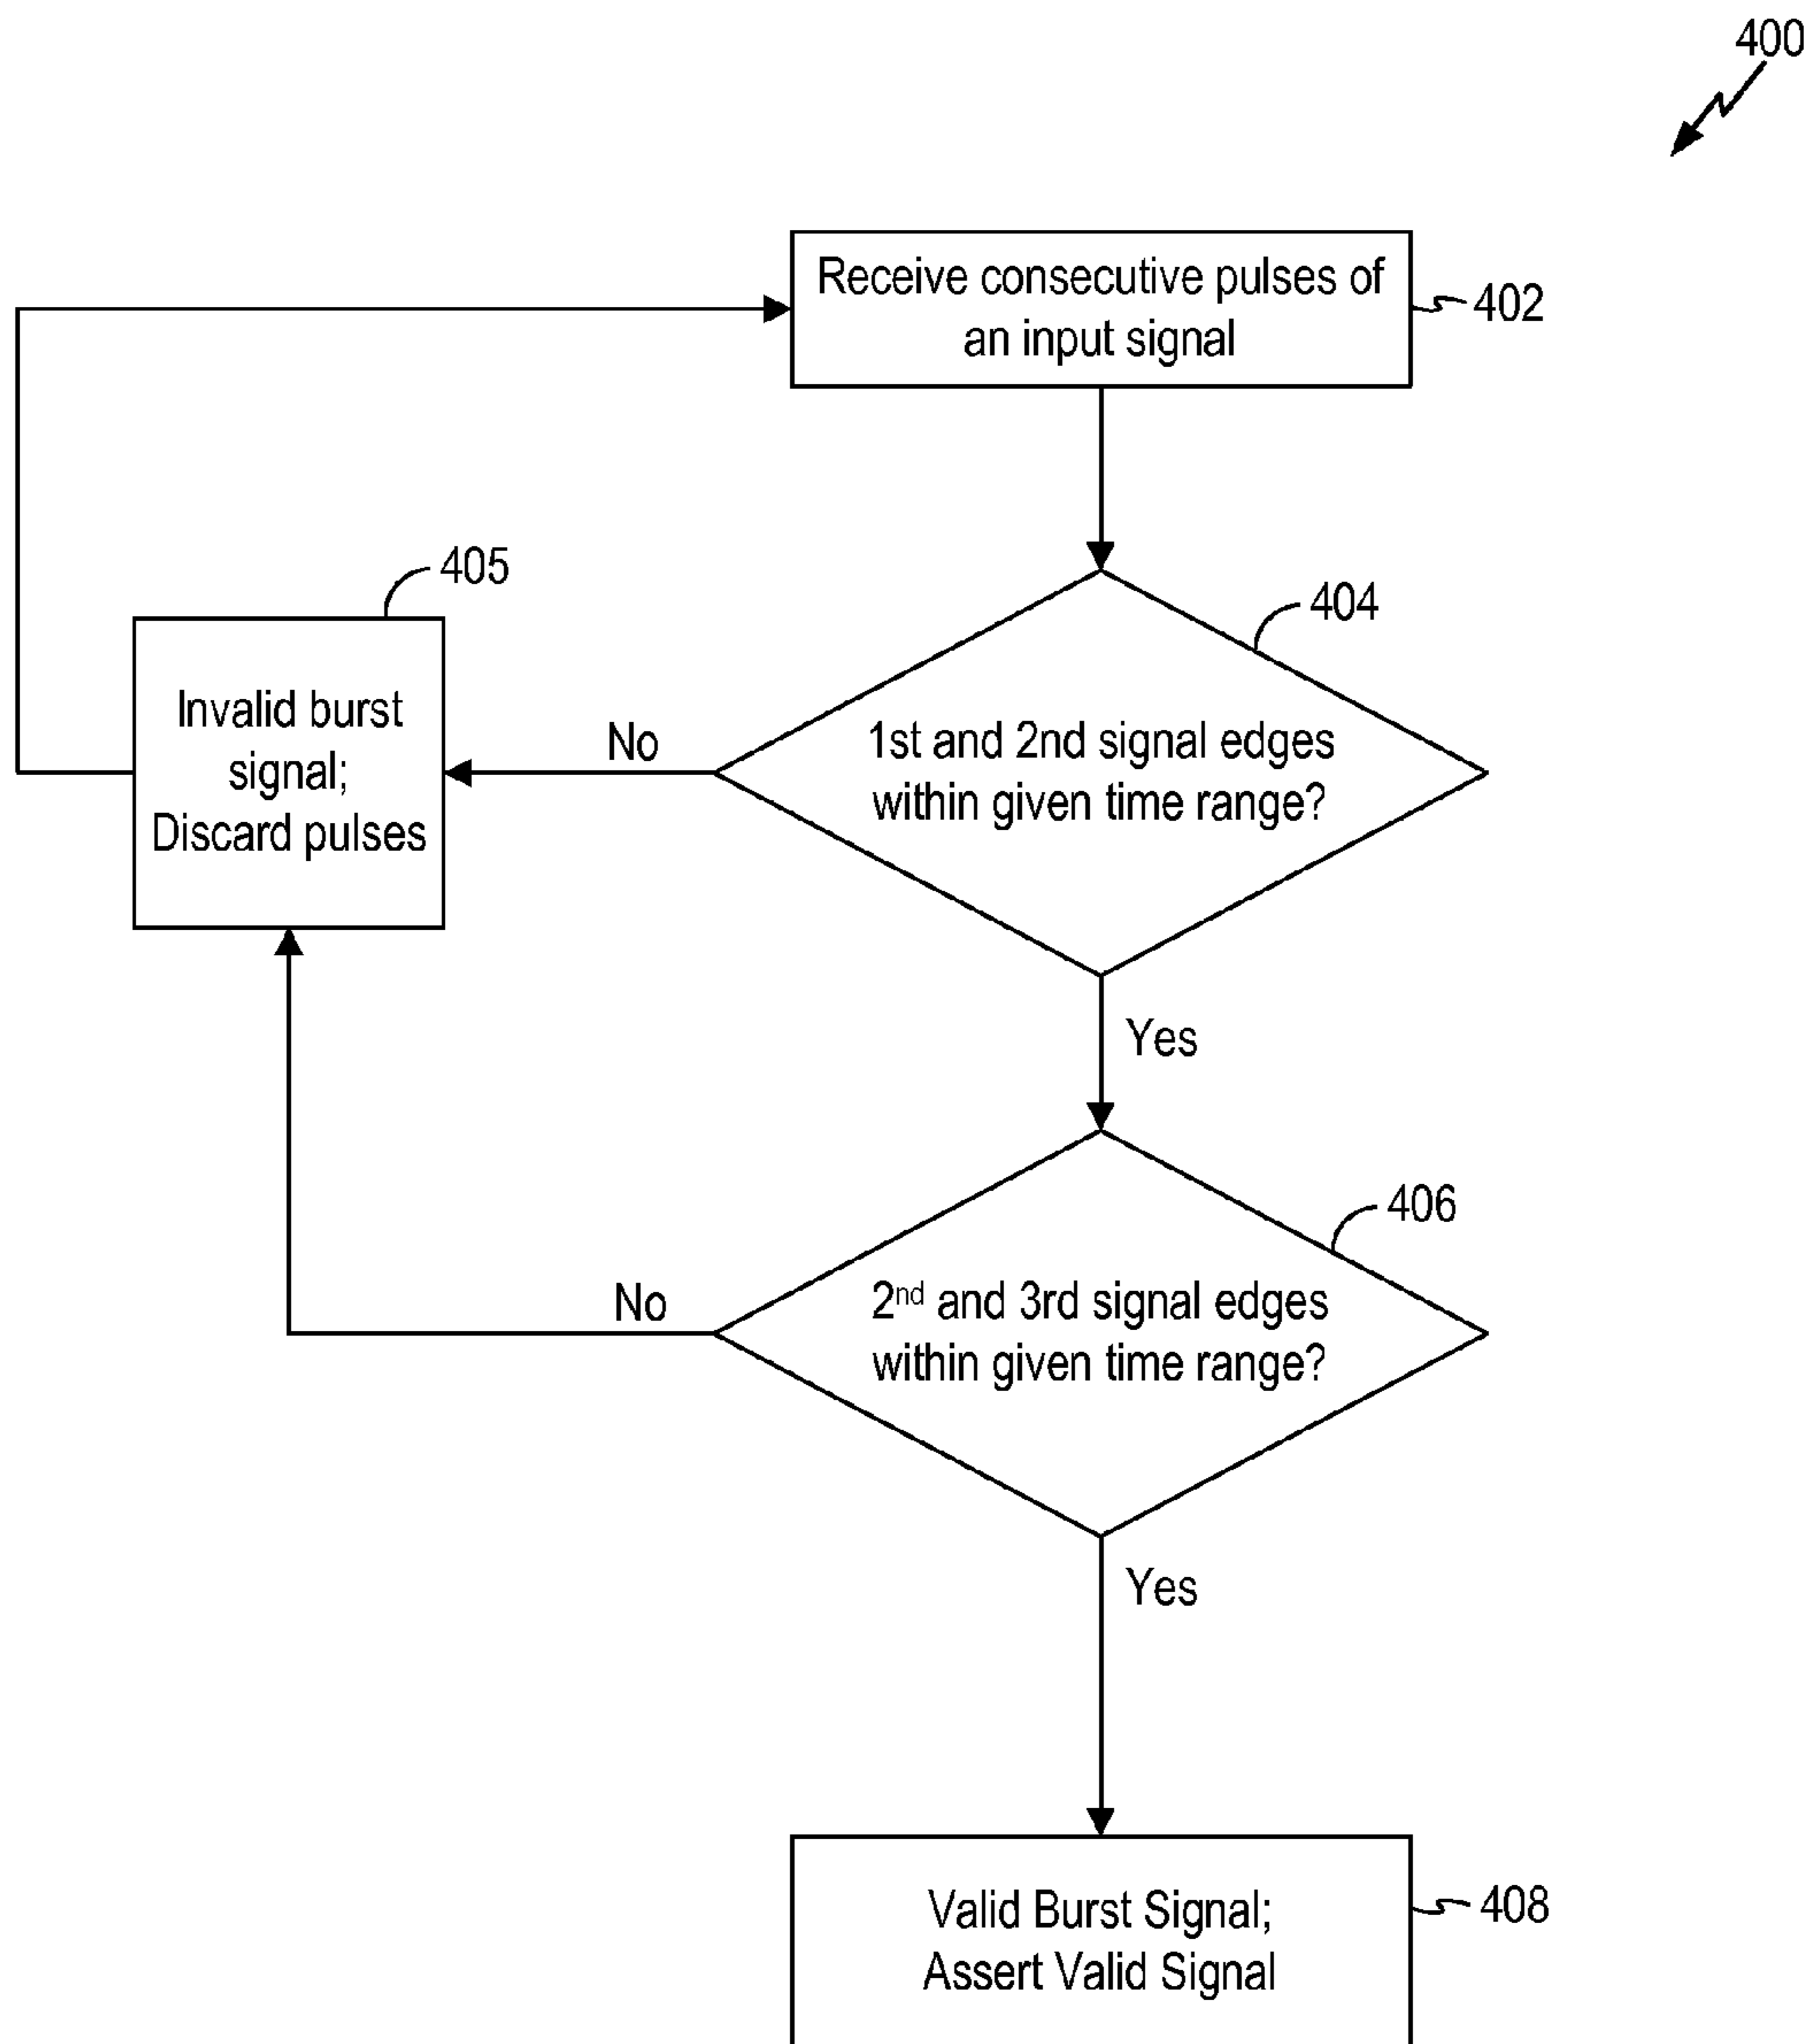 400
Receive consecutive pulses of
an input signal
402
405
404
Invalid burst
signal;
Discard pulses
No
1st and 2nd signal edges
within given time range?
Yes
406
No
2nd and 3rd signal edges
within given time range?
Yes
Valid Burst Signal;
Assert Valid Signal
408